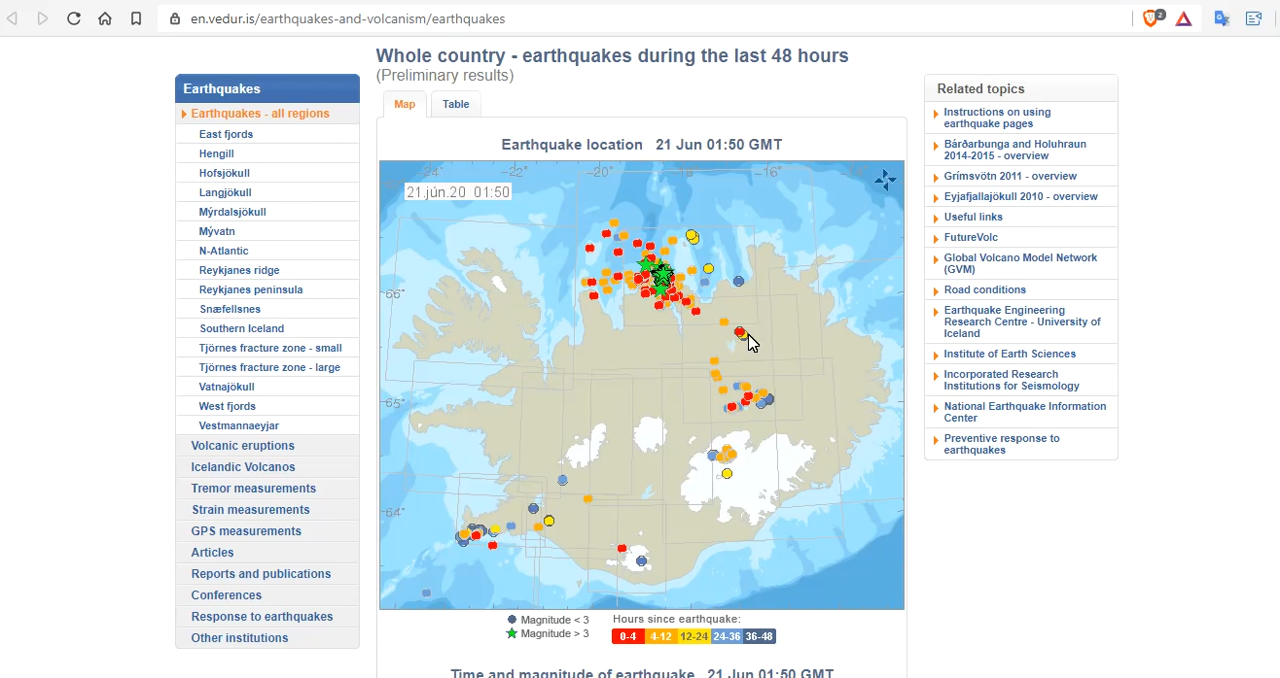 en.vedur.is/earthquakes-and-volcanism/earthquakes
2
Whole country - earthquakes during the last 48 hours
(Preliminary results)
Earthquakes
Earthquakes - all regions
East fjords
Hengill
Hofsjökull
Langjökull
Mýrdalsjökull
Mývatn
N-Atlantic
Reykjanes ridge
Reykjanes peninsula
Snæfellsnes
Southern Iceland
Tjörnes fracture zone - small
Tjörnes fracture zone - large
Vatnajökull
West fjords
Vestmannaeyjar
Volcanic eruptions
Icelandic Volcanos
Tremor measurements
Strain measurements
GPS measurements
Articles
Reports and publications
Conferences
Response to earthquakes
Other institutions
Map
Table
Earthquake location 21 Jun 01:50 GMT
-24° -22° -20° -18° -16°
21.jún.20 01:50
66°
65°
64°
Magnitude < 3
Magnitude > 3
Hours since earthquake:
0-4 4-12 12-24 24-36 36-48
Time and magnitude of earthquake 21 Jun 01:50 GMT
Related topics
Instructions on using
earthquake pages
Bárðarbunga and Holuhraun
2014-2015 - overview
Grímsvötn 2011 - overview
Eyjafjallajökull 2010 - overview
Useful links
FutureVolc
Global Volcano Model Network
(GVM)
Road conditions
Earthquake Engineering
Research Centre - University of
Iceland
Institute of Earth Sciences
Incorporated Research
Institutions for Seismology
National Earthquake Information
Center
Preventive response to
earthquakes